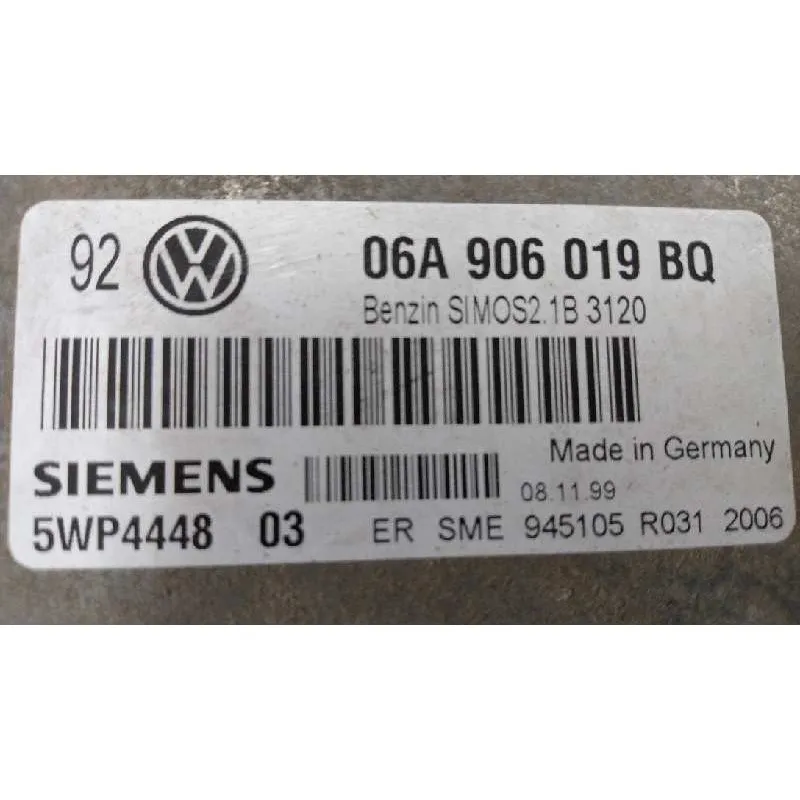 92 VW 06A 906 019 BQ
Benzin SIMOS2.1B 3120
Made in Germany
SIEMENS 08.11.99
5WP4448 03 ER SME 945105 R031 2006